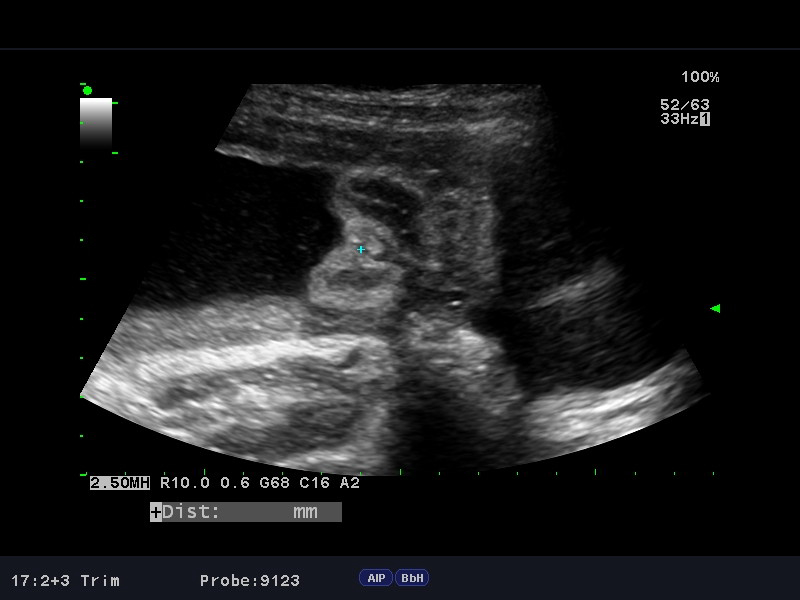 100%
52/63
33Hz1
2.50MH R10.0 0.6 G68 C16 A2
+Dist: mm
17:2+3 Trim Probe:9123 AIP BbH